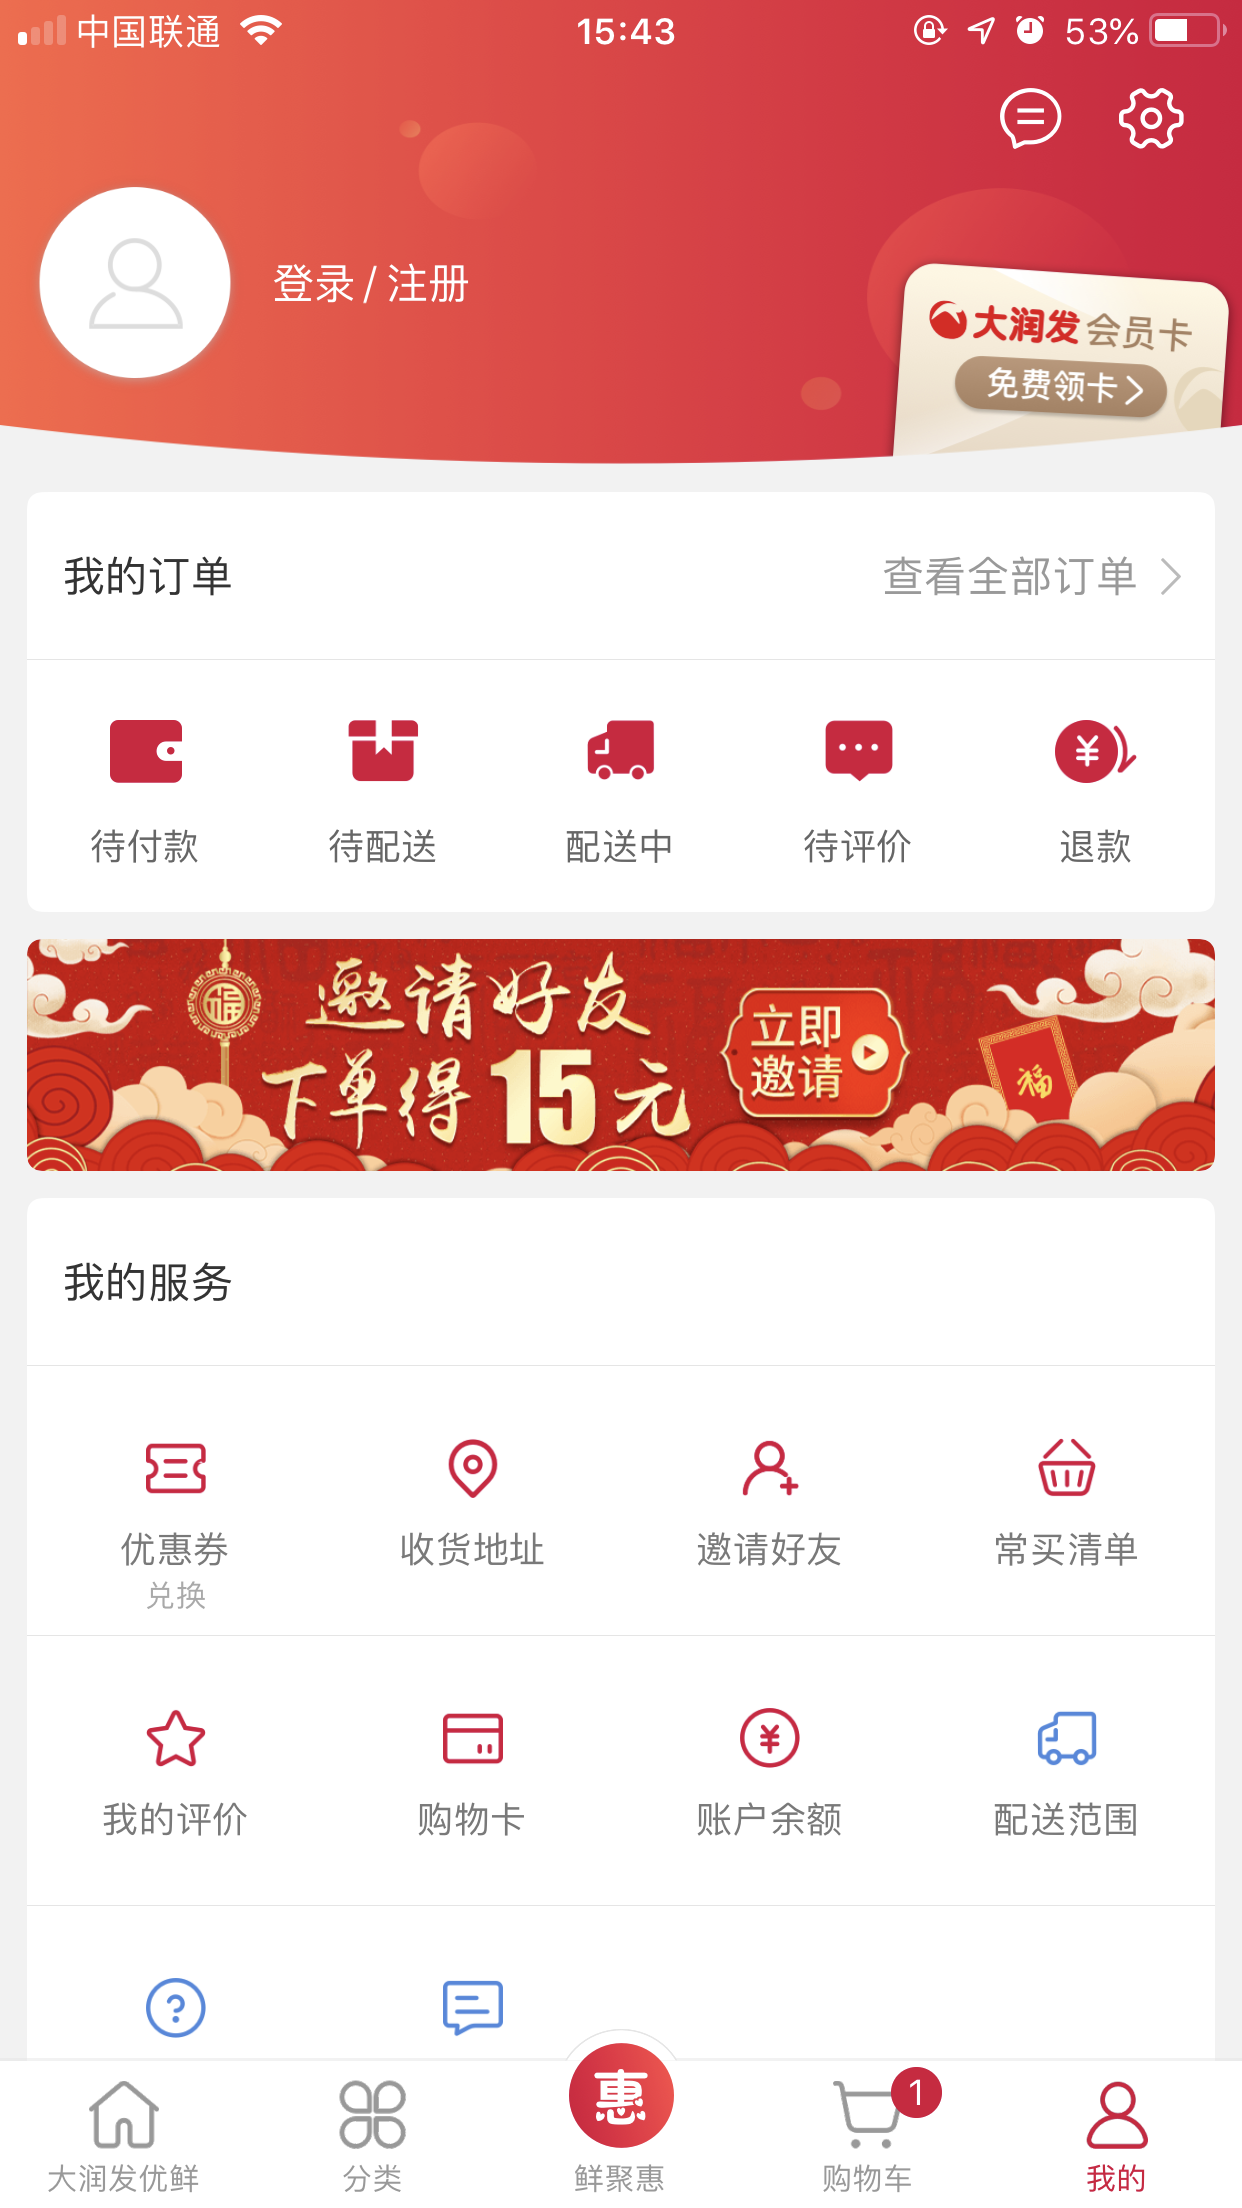 中国联通
15:43
53%
登录 / 注册
大润发会员卡
免费领卡
我的订单
查看全部订单
待付款
待配送
配送中
待评价
退款
邀请好友
下单得15元
立即
邀请
福
福
我的服务
优惠券
兑换
收货地址
邀请好友
常买清单
我的评价
购物卡
账户余额
配送范围
惠
1
大润发优鲜
分类
鲜聚惠
购物车
我的